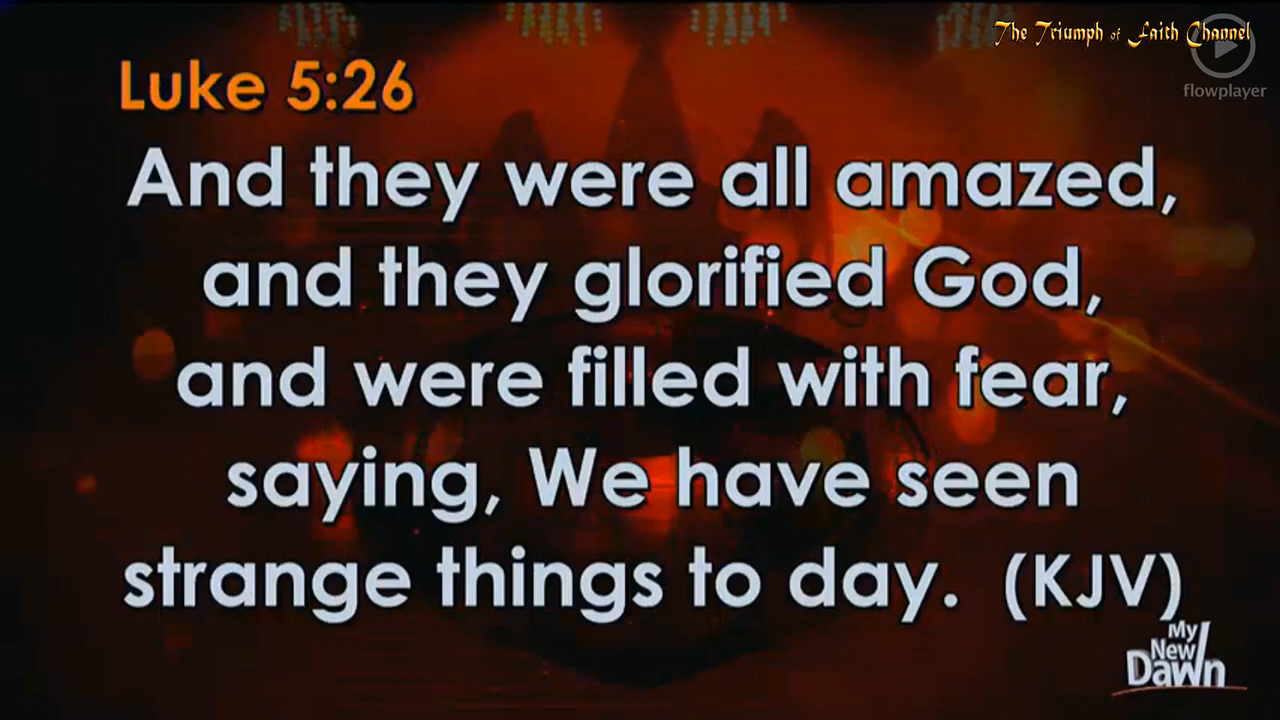 The Triumph of Faith Channel
flowplayer
Luke 5:26
And they were all amazed,
and they glorified God,
and were filled with fear,
saying, We have seen
strange things to day. (KJV)
My
New
Dawn